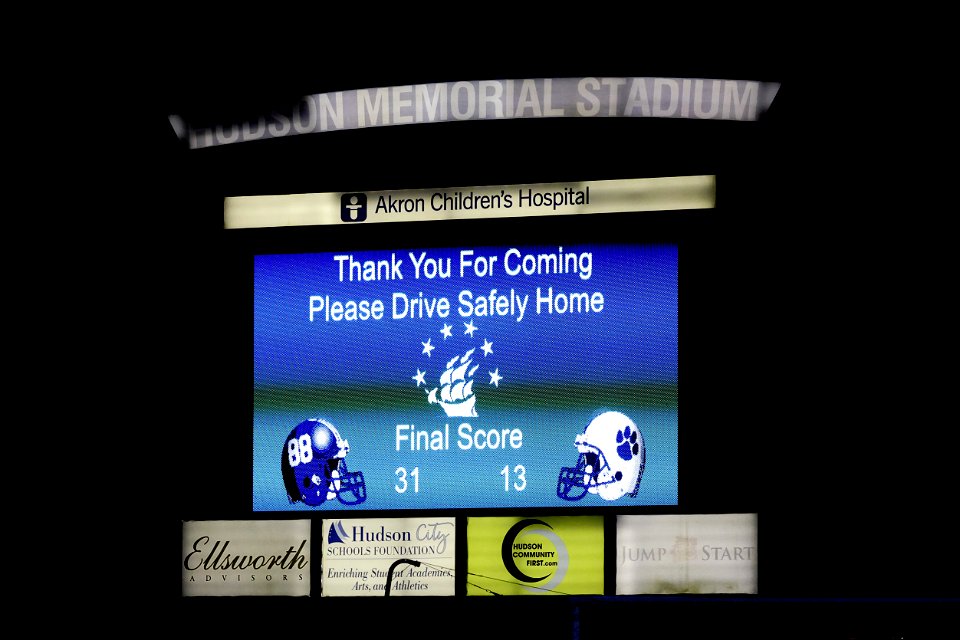 HUDSON MEMORIAL STADIUM
Akron Children's Hospital
Thank You For Coming
Please Drive Safely Home
Final Score
88
31 13
Ellsworth
ADVISORS
Hudson City
SCHOOLS FOUNDATION
Enriching Student Academics,
Arts, and Athletics
HUDSON
COMMUNITY
FIRST.com
JUMP START